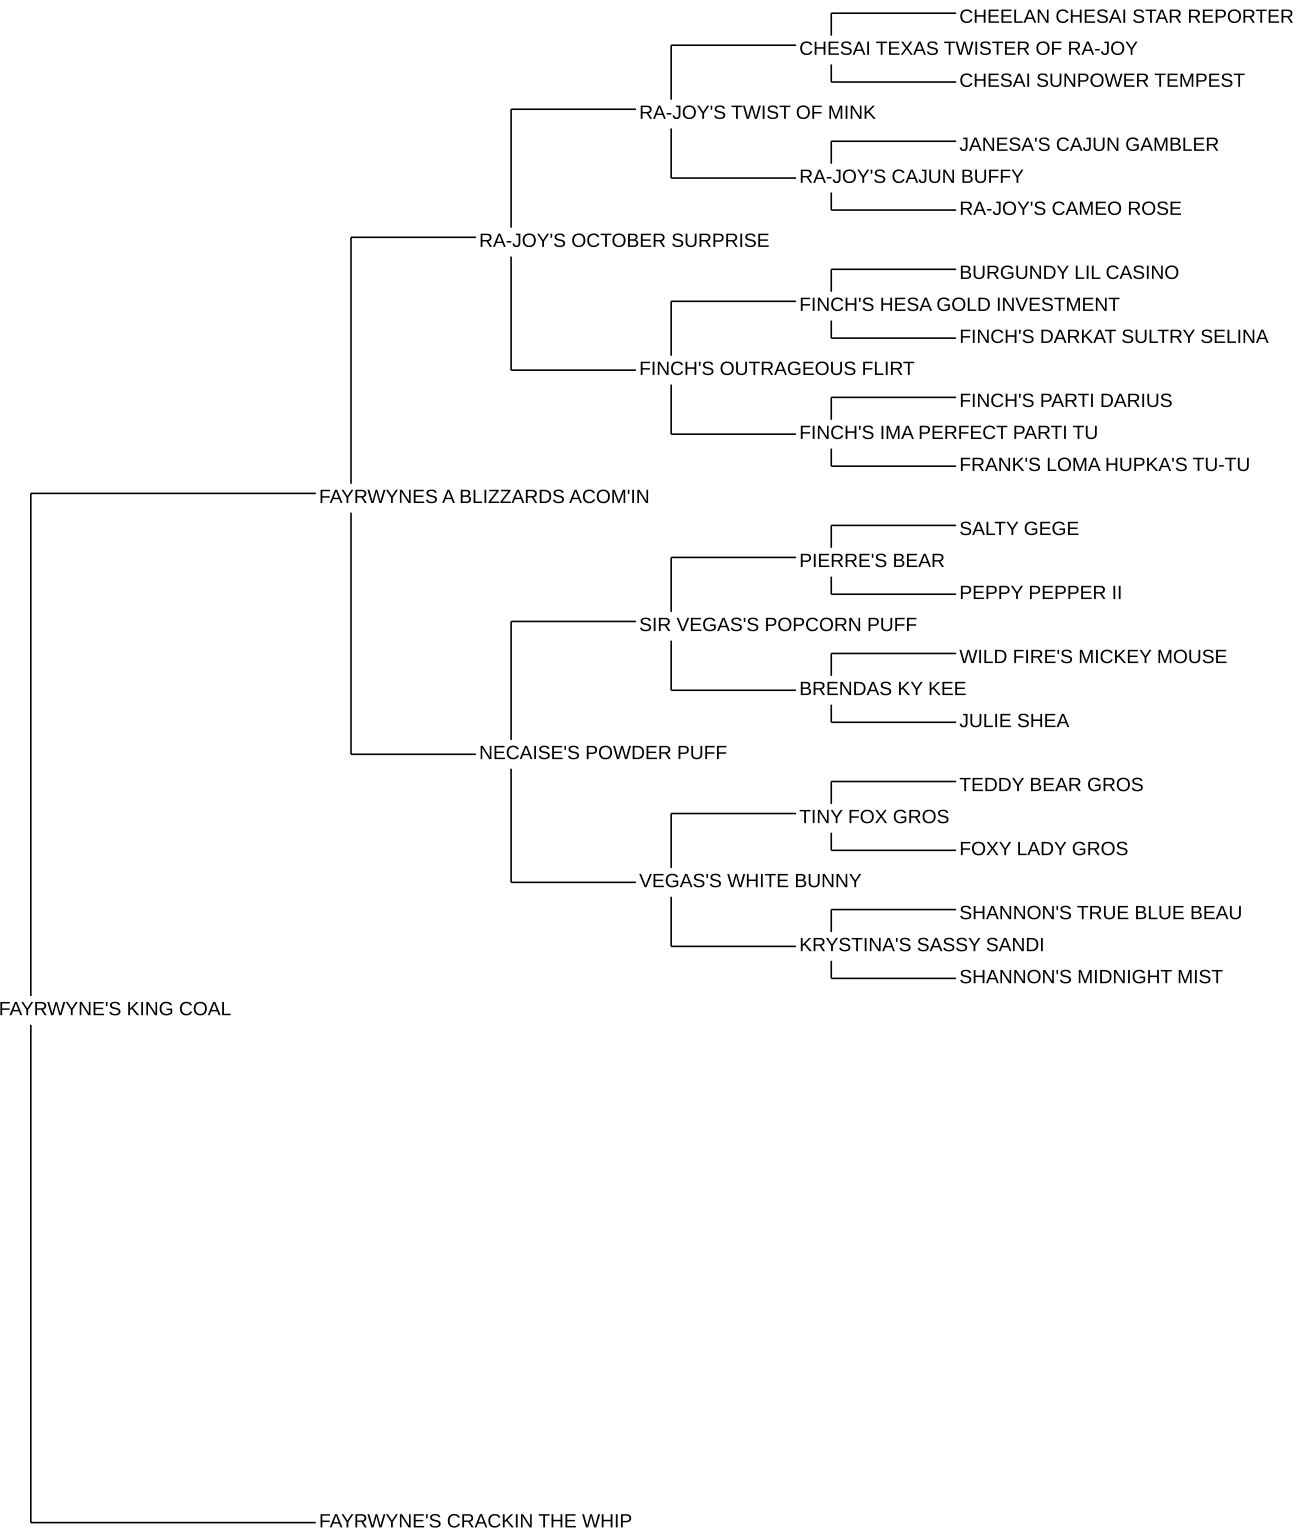 CHEELAN CHESAI STAR REPORTER
CHESAI TEXAS TWISTER OF RA-JOY
CHESAI SUNPOWER TEMPEST
RA-JOY'S TWIST OF MINK
JANESA'S CAJUN GAMBLER
RA-JOY'S CAJUN BUFFY
RA-JOY'S CAMEO ROSE
RA-JOY'S OCTOBER SURPRISE
BURGUNDY LIL CASINO
FINCH'S HESA GOLD INVESTMENT
FINCH'S DARKAT SULTRY SELINA
FINCH'S OUTRAGEOUS FLIRT
FINCH'S PARTI DARIUS
FINCH'S IMA PERFECT PARTI TU
FRANK'S LOMA HUPKA'S TU-TU
FAYRWYNES A BLIZZARDS ACOM'IN
SALTY GEGE
PIERRE'S BEAR
PEPPY PEPPER II
SIR VEGAS'S POPCORN PUFF
WILD FIRE'S MICKEY MOUSE
BRENDAS KY KEE
JULIE SHEA
NECAISE'S POWDER PUFF
TEDDY BEAR GROS
TINY FOX GROS
FOXY LADY GROS
VEGAS'S WHITE BUNNY
SHANNON'S TRUE BLUE BEAU
KRYSTINA'S SASSY SANDI
SHANNON'S MIDNIGHT MIST
FAYRWYNE'S KING COAL
FAYRWYNE'S CRACKIN THE WHIP